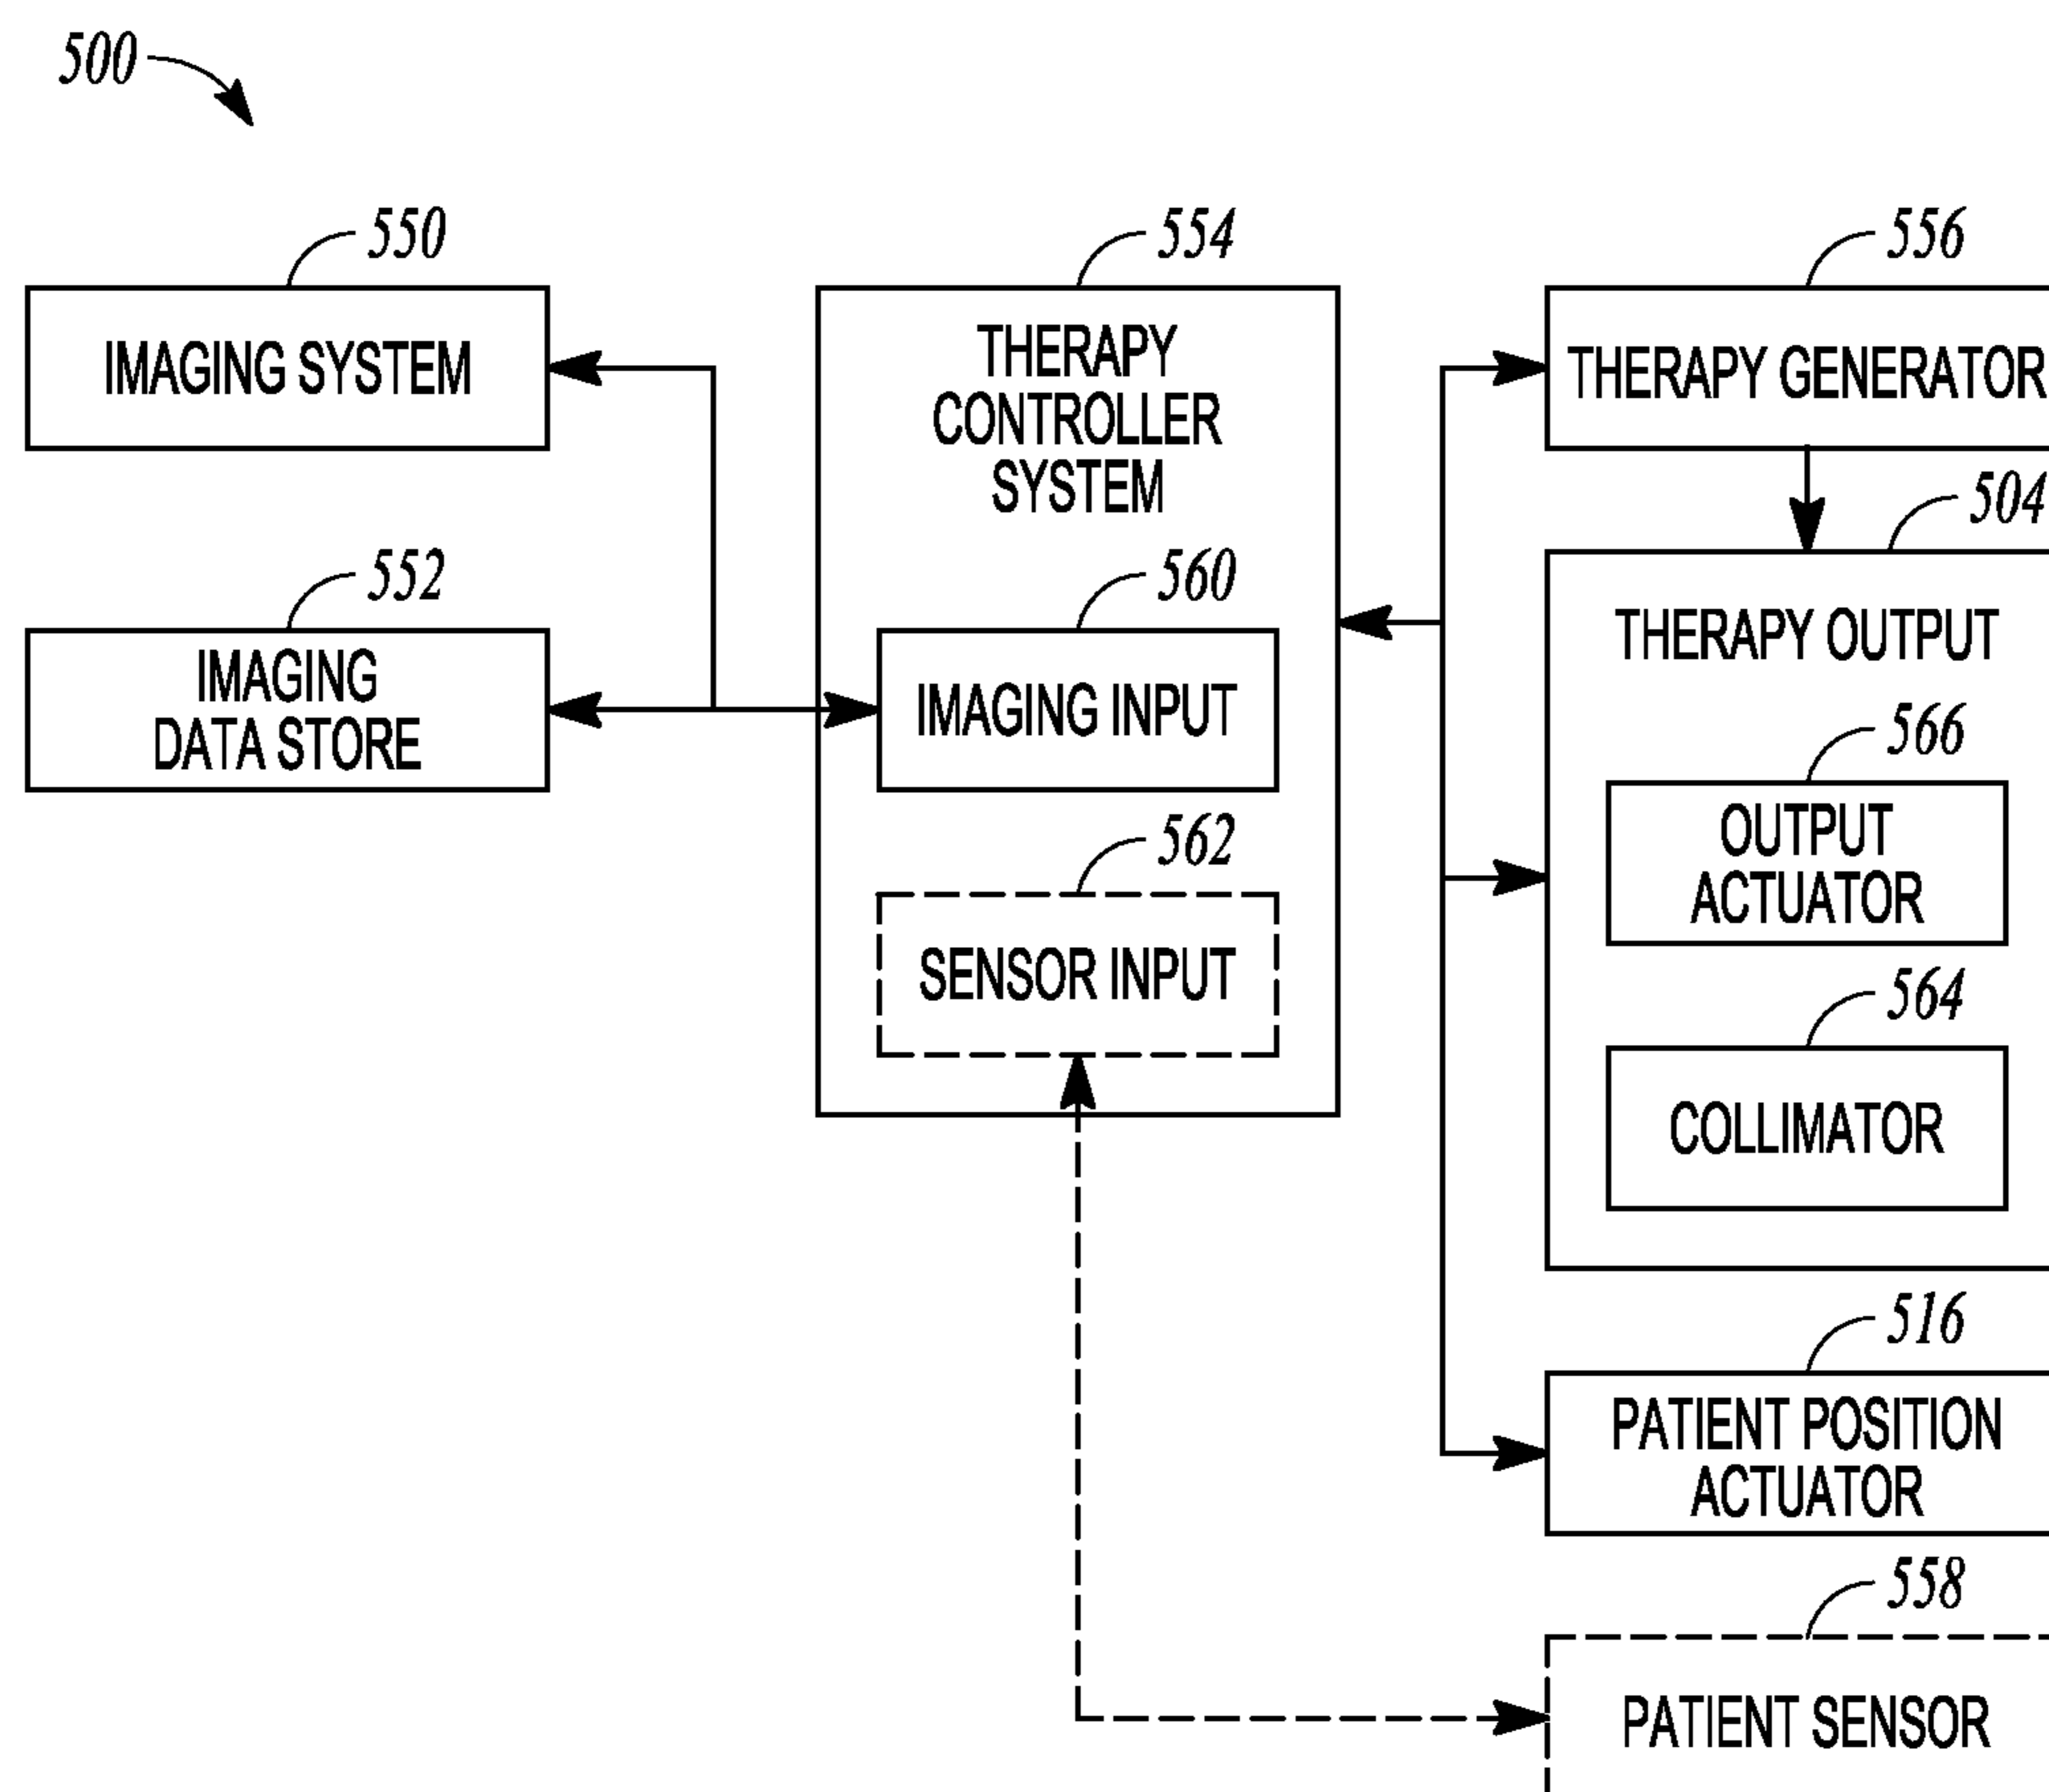 500
550
IMAGING SYSTEM
552
IMAGING
DATA STORE
554
THERAPY
CONTROLLER
SYSTEM
560
IMAGING INPUT
562
SENSOR INPUT
556
THERAPY GENERATOR
504
THERAPY OUTPUT
566
OUTPUT
ACTUATOR
564
COLLIMATOR
516
PATIENT POSITION
ACTUATOR
558
PATIENT SENSOR